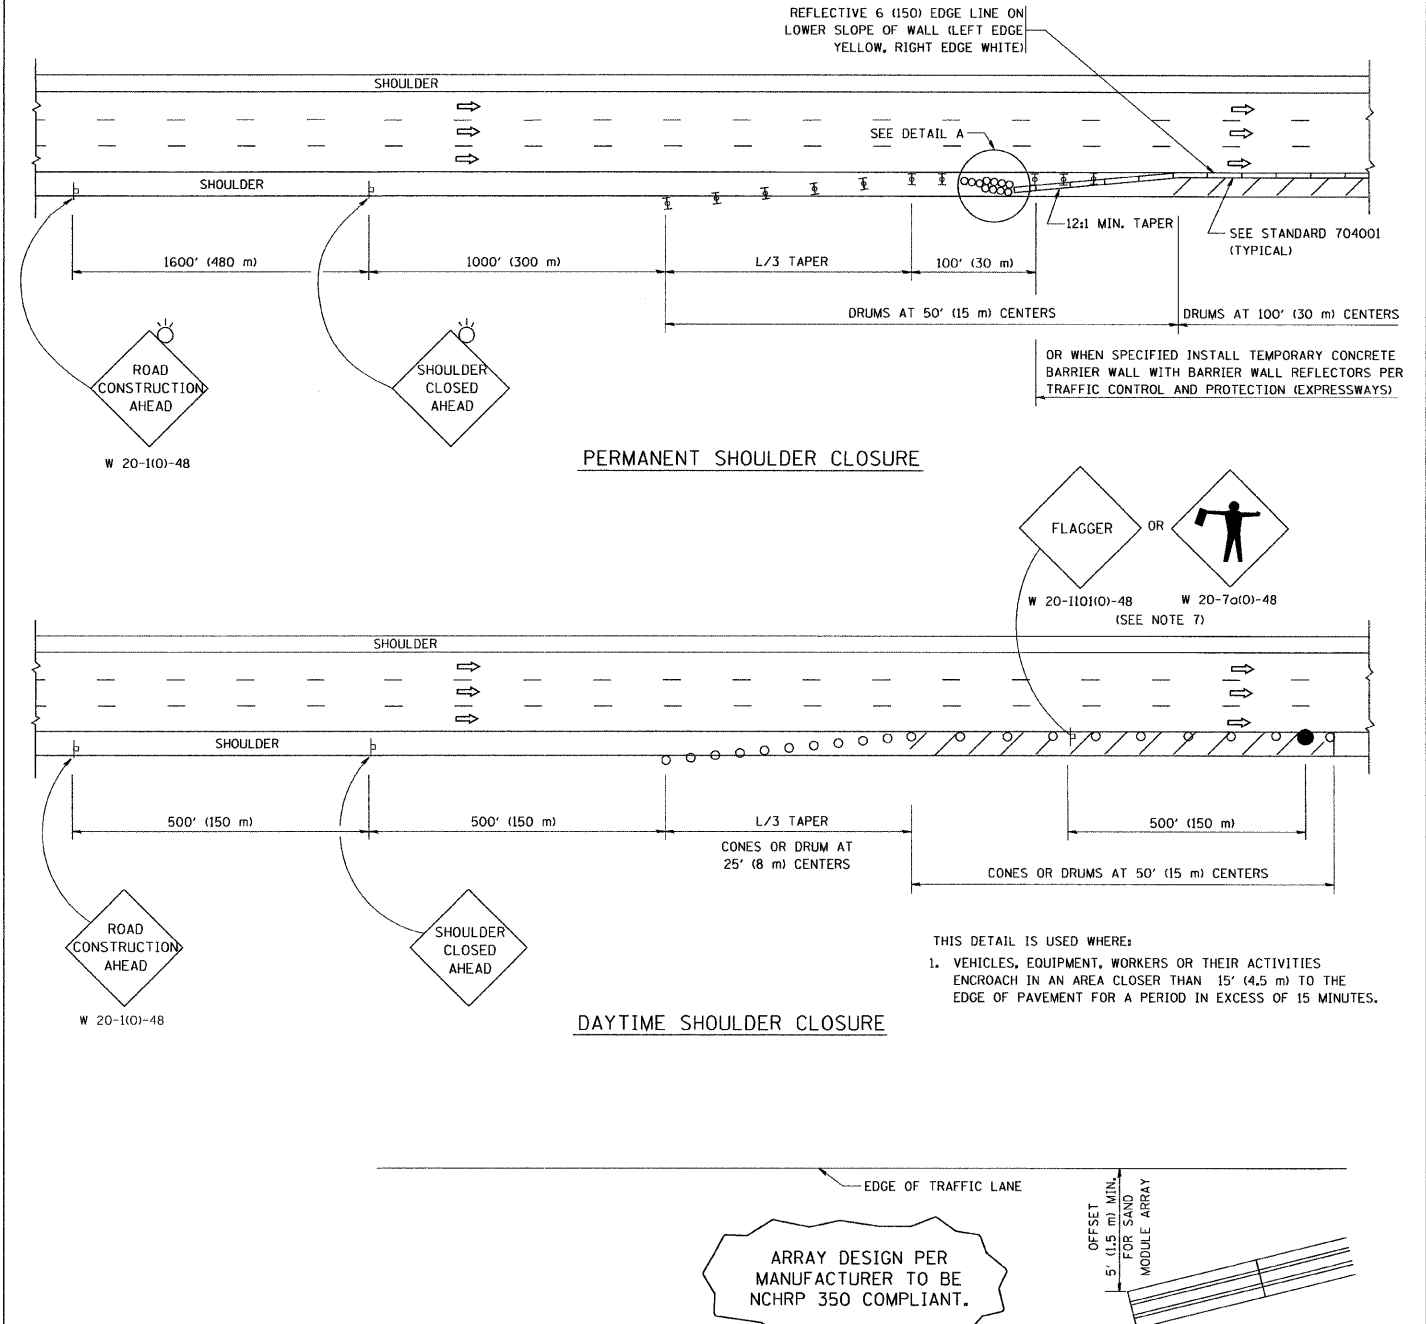 REFLECTIVE 6 (150) EDGE LINE ON
LOWER SLOPE OF WALL (LEFT EDGE
YELLOW, RIGHT EDGE WHITE)
SHOULDER
SEE DETAIL A
SHOULDER
12:1 MIN. TAPER
SEE STANDARD 704001
(TYPICAL)
1600' (480 m)
1000' (300 m)
L/3 TAPER
100' (30 m)
DRUMS AT 50' (15 m) CENTERS
DRUMS AT 100' (30 m) CENTERS
OR WHEN SPECIFIED INSTALL TEMPORARY CONCRETE
BARRIER WALL WITH BARRIER WALL REFLECTORS PER
TRAFFIC CONTROL AND PROTECTION (EXPRESSWAYS)
ROAD
CONSTRUCTION
AHEAD
W 20-1(O)-48
SHOULDER
CLOSED
AHEAD
PERMANENT SHOULDER CLOSURE
FLAGGER
OR
W 20-I101(O)-48
W 20-7a(O)-48
(SEE NOTE 7)
SHOULDER
SHOULDER
500' (150 m)
500' (150 m)
L/3 TAPER
CONES OR DRUM AT
25' (8 m) CENTERS
500' (150 m)
CONES OR DRUMS AT 50' (15 m) CENTERS
ROAD
CONSTRUCTION
AHEAD
W 20-1(O)-48
SHOULDER
CLOSED
AHEAD
THIS DETAIL IS USED WHERE:
1. VEHICLES, EQUIPMENT, WORKERS OR THEIR ACTIVITIES
ENCROACH IN AN AREA CLOSER THAN 15' (4.5 m) TO THE
EDGE OF PAVEMENT FOR A PERIOD IN EXCESS OF 15 MINUTES.
DAYTIME SHOULDER CLOSURE
EDGE OF TRAFFIC LANE
OFFSET
5' (1.5 m) MIN.
FOR SAND
MODULE ARRAY
ARRAY DESIGN PER
MANUFACTURER TO BE
NCHRP 350 COMPLIANT.